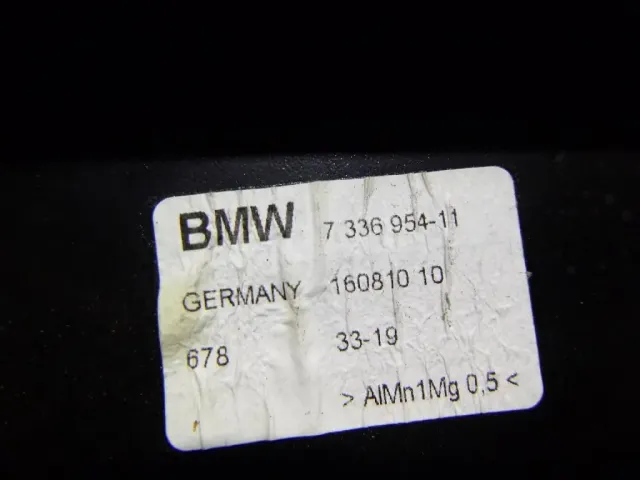 BMW 7 336 954-11
GERMANY 160810 10
678 33-19
> AlMn1Mg 0,5 <